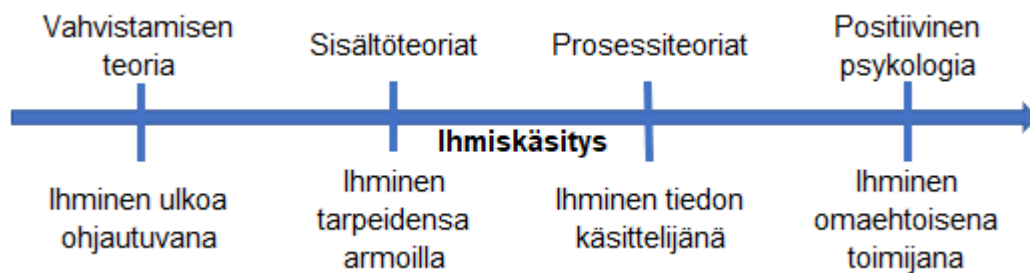 Vahvistamisen
teoria
Sisältöteoriat
Prosessiteoriat
Positiivinen
psykologia
Ihmiskäsitys
Ihminen ulkoa
ohjautuvana
Ihminen
tarpeidensa
armoilla
Ihminen tiedon
käsittelijänä
Ihminen
omaehtoisena
toimijana